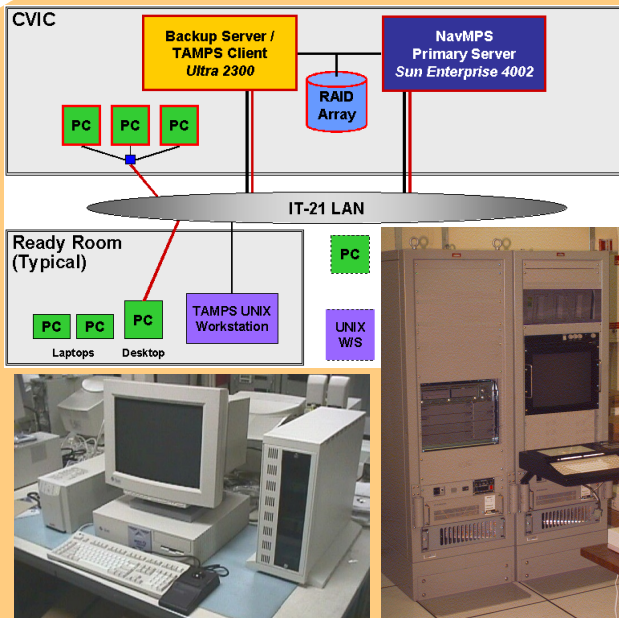 CVIC
Backup Server /
TAMPS Client
Ultra 2300
NavMPS
Primary Server
Sun Enterprise 4002
RAID
Array
PC
PC
PC
IT-21 LAN
Ready Room
(Typical)
PC
PC
PC
Laptops
Desktop
TAMPS UNIX
Workstation
PC
UNIX
W/S